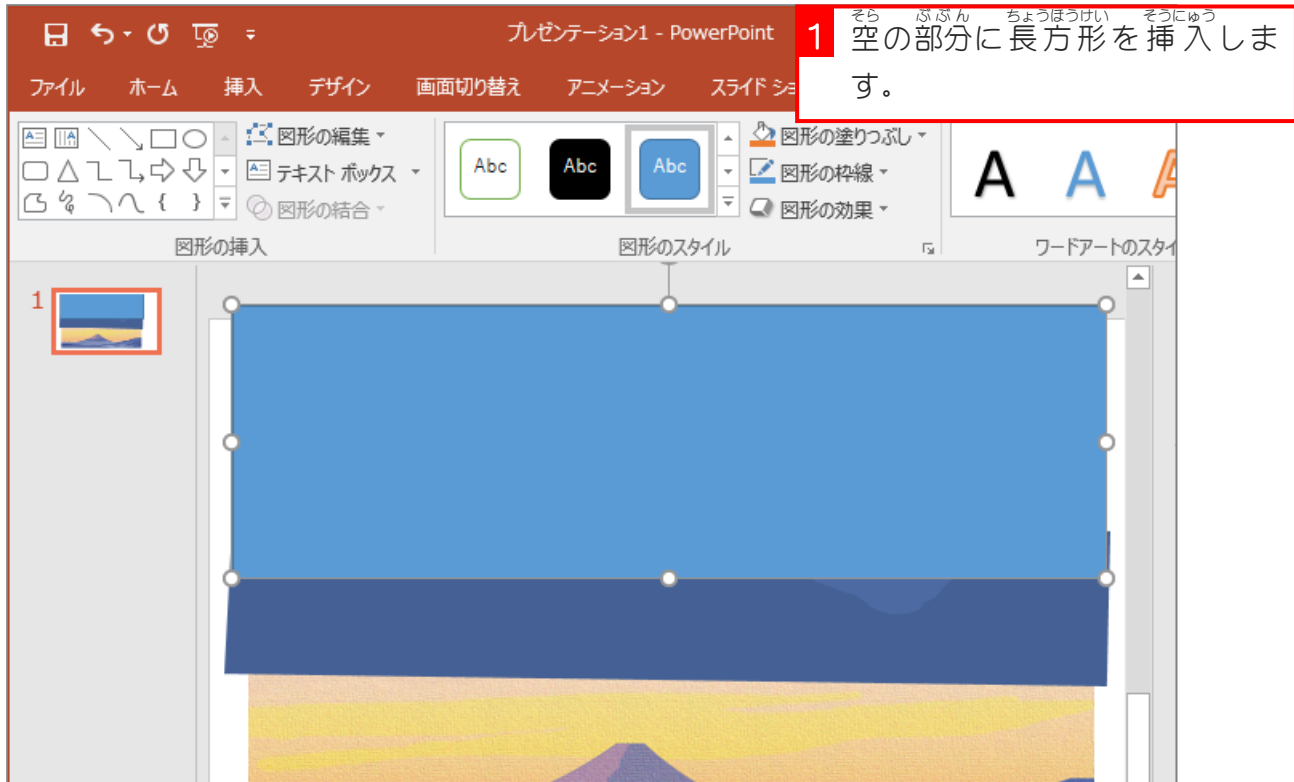 プレゼンテーション1 - PowerPoint
1
そら ぶぶん ちょうほうけい そうにゅう
空の部分に長方形を挿入しま
す。
ファイル ホーム 挿入 デザイン 画面切り替え アニメーション スライド ショ
図形の編集
テキスト ボックス
図形の結合
Abc Abc Abc
図形の塗りつぶし
図形の枠線
図形の効果
A A A
図形の挿入 図形のスタイル ワードアートのスタイ
1